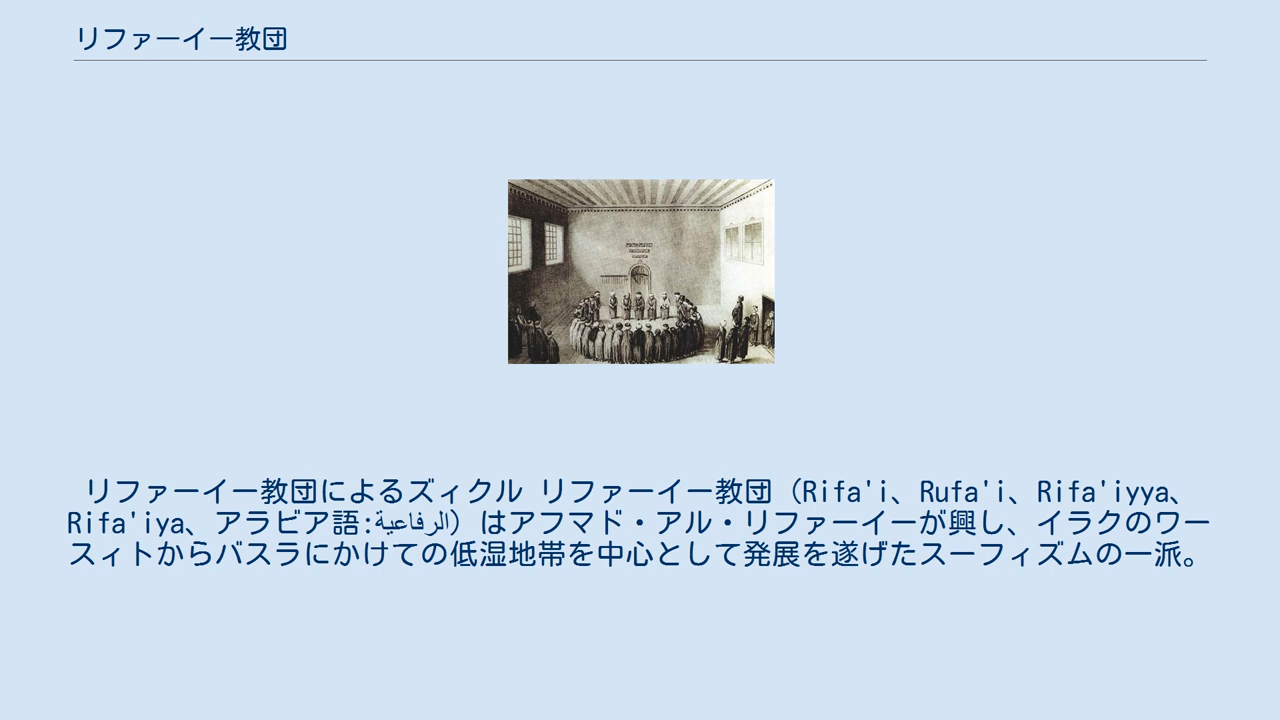 リファーイー教団
リファーイー教団によるズィクル リファーイー教団（Rifa'i、Rufa'i、Rifa'iyya、
Rifa'iya、アラビア語:الرفاعية）はアフマド・アル・リファーイーが興し、イラクのワー
スィトからバスラにかけての低湿地帯を中心として発展を遂げたスーフィズムの一派。